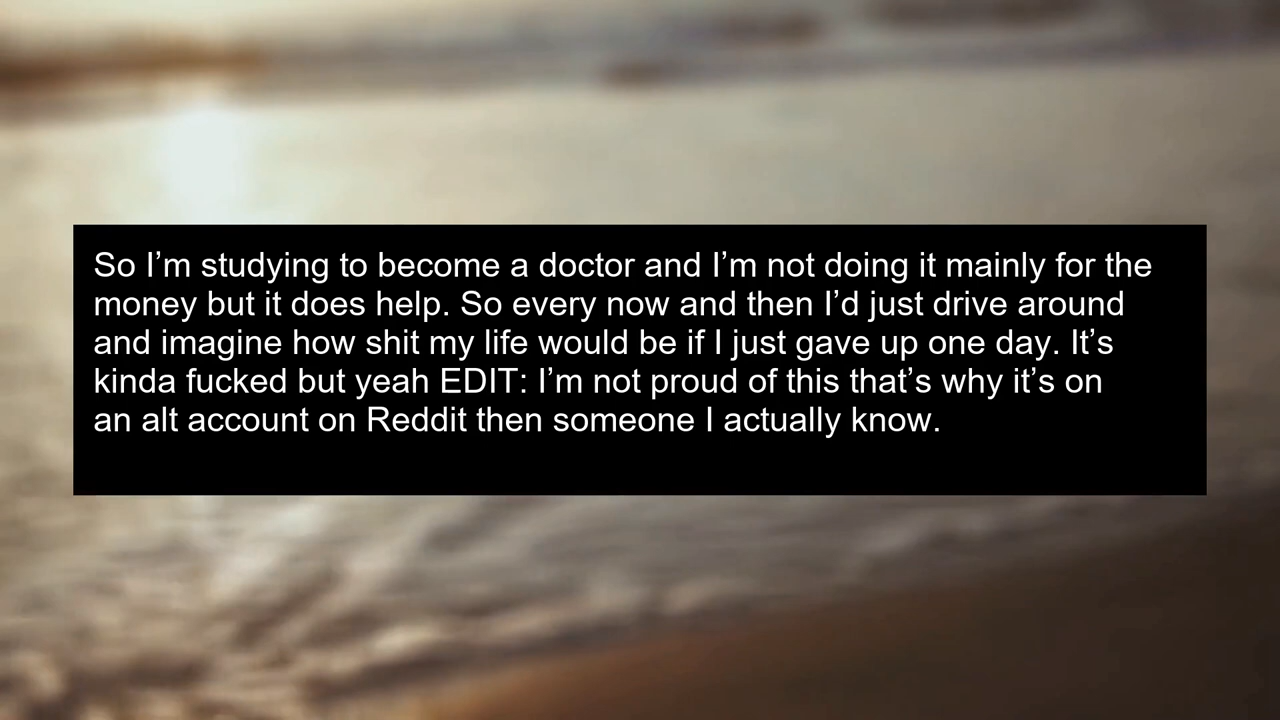 So I’m studying to become a doctor and I’m not doing it mainly for the
money but it does help. So every now and then I’d just drive around
and imagine how shit my life would be if I just gave up one day. It’s
kinda fucked but yeah EDIT: I’m not proud of this that’s why it’s on
an alt account on Reddit then someone I actually know.